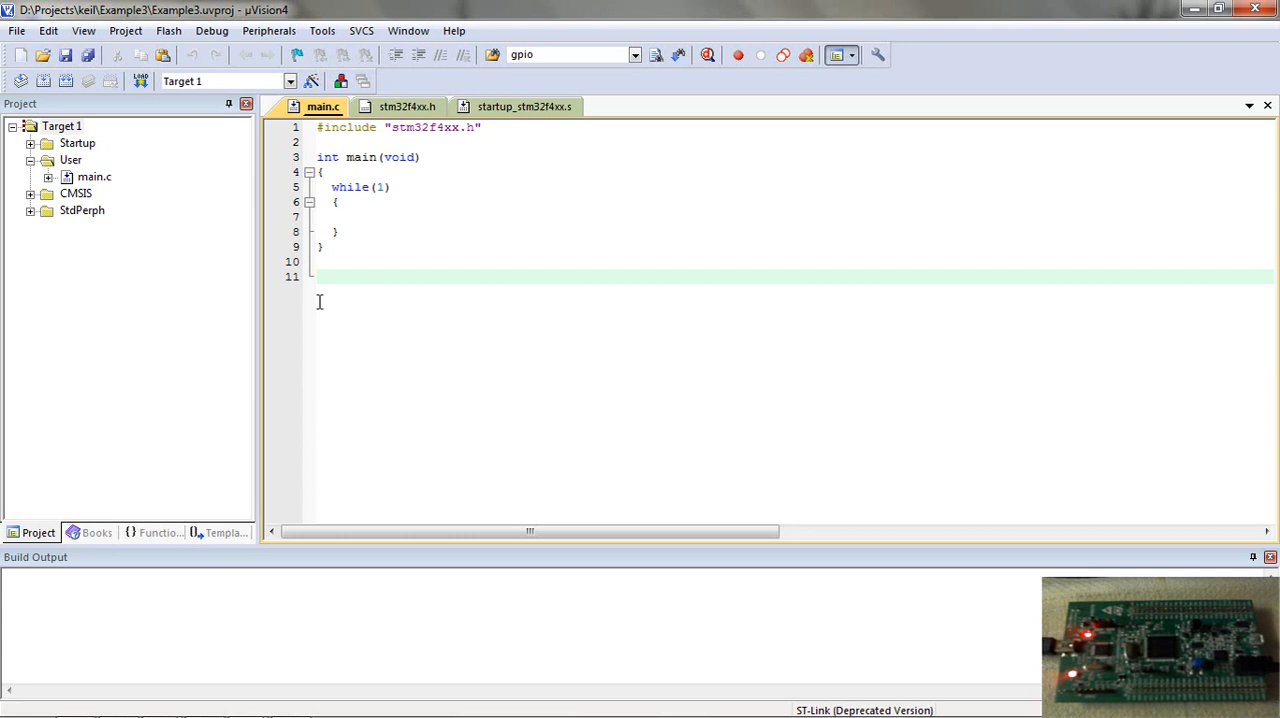 D:\Projects\keil\Example3\Example3.uvproj - µVision4
File Edit View Project Flash Debug Peripherals Tools SVCS Window Help
gpio
LOAD Target 1
Project
main.c stm32f4xx.h startup_stm32f4xx.s
Target 1
Startup
User
main.c
CMSIS
StdPerph
1 #include "stm32f4xx.h"
2
3 int main(void)
4 {
5 while(1)
6 {
7
8 }
9 }
10
11
Project Books {} Functio... Templa...
Build Output
ST-Link (Deprecated Version)